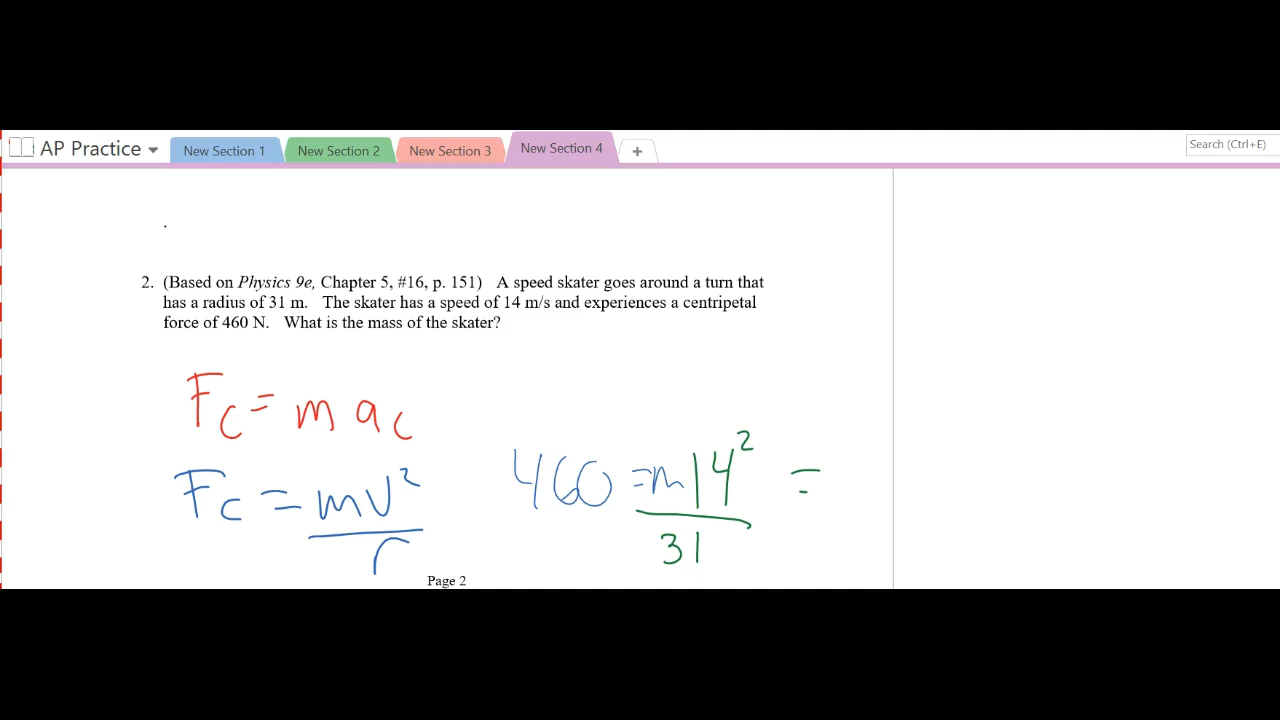 AP Practice New Section 1 New Section 2 New Section 3 New Section 4 + Search (Ctrl+E)
.
2. (Based on Physics 9e, Chapter 5, #16, p. 151) A speed skater goes around a turn that
has a radius of 31 m. The skater has a speed of 14 m/s and experiences a centripetal
force of 460 N. What is the mass of the skater?
Fc = m ac
Fc = mv²
r
460 = m 14² =
31
Page 2